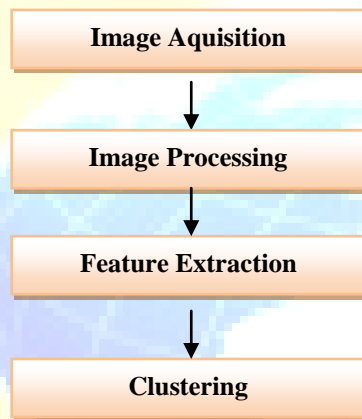 Image Aquisition
Image Processing
Feature Extraction
Clustering